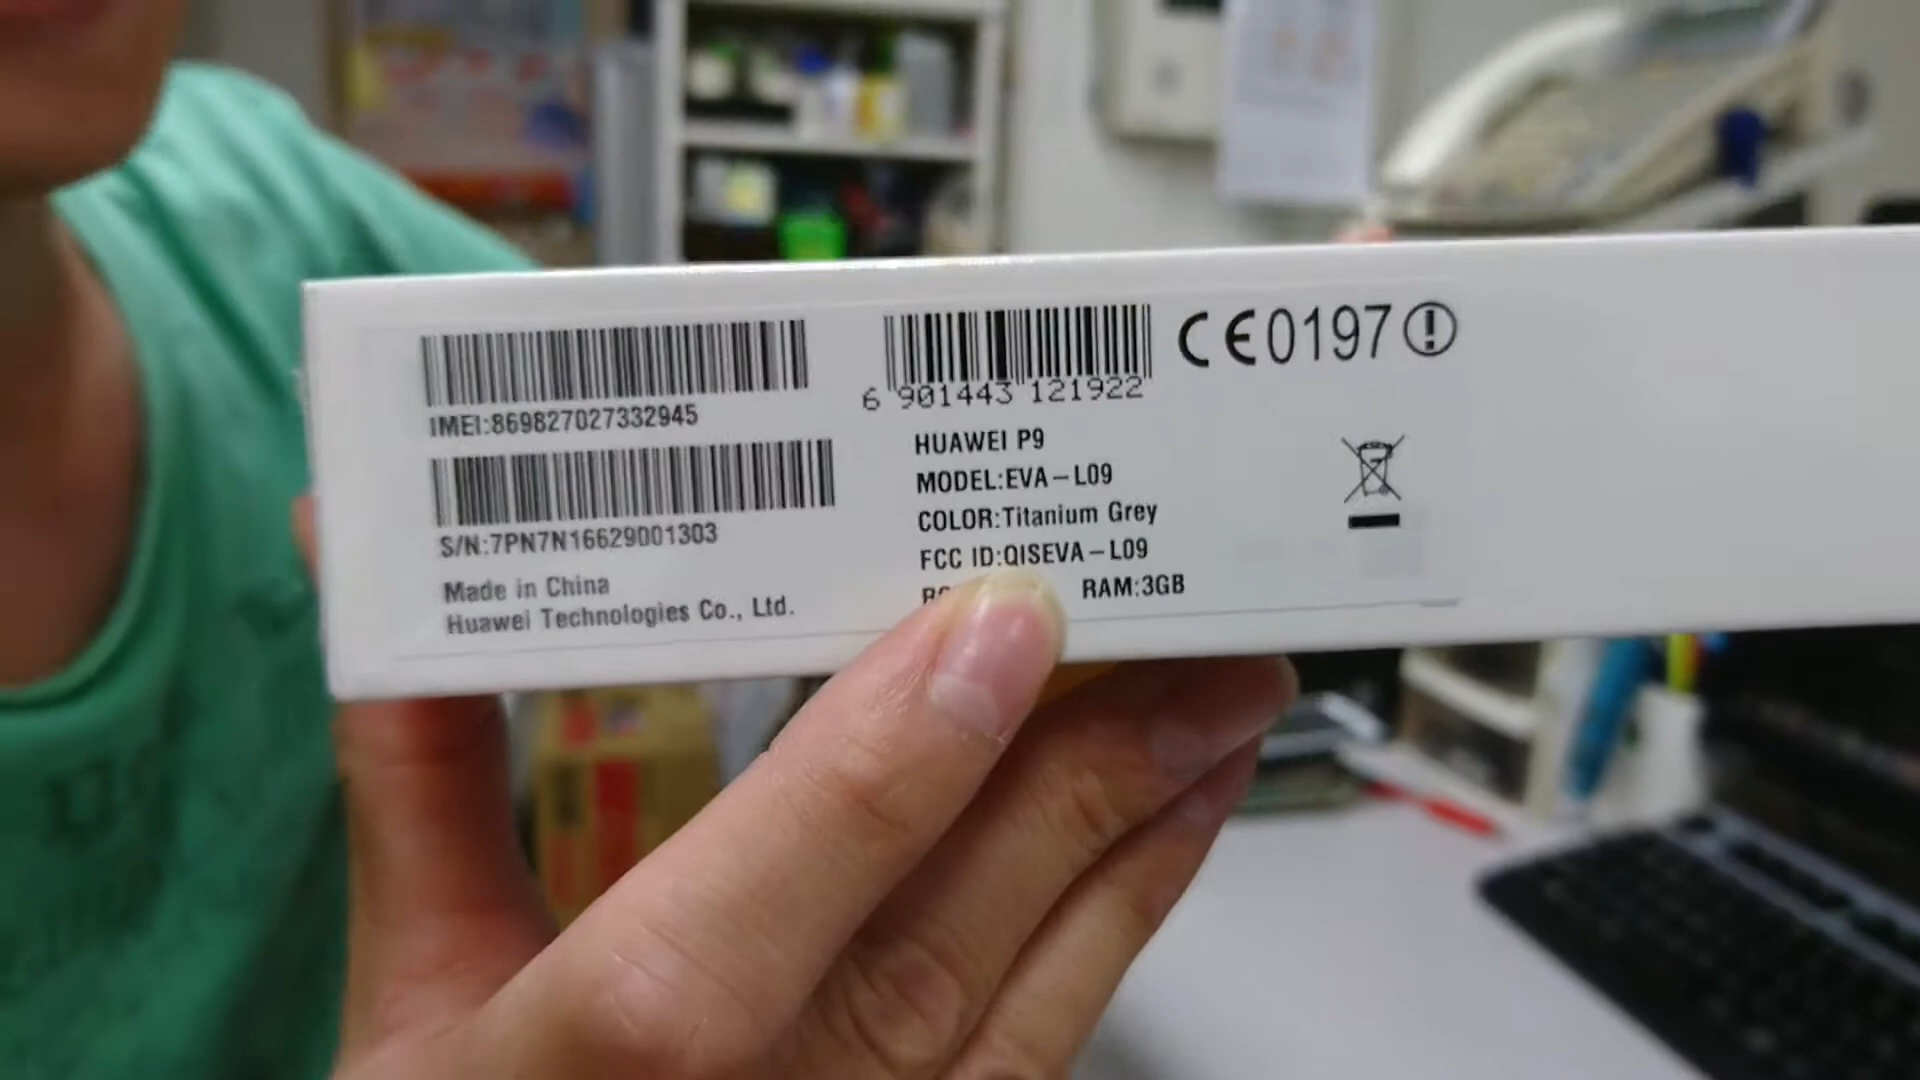 IMEI:869827027332945
S/N:7PN7N16629001303
Made in China
Huawei Technologies Co., Ltd.
6 901443 121922
CE0197
HUAWEI P9
MODEL:EVA-L09
COLOR:Titanium Grey
FCC ID:QISEVA-L09
RAM:3GB